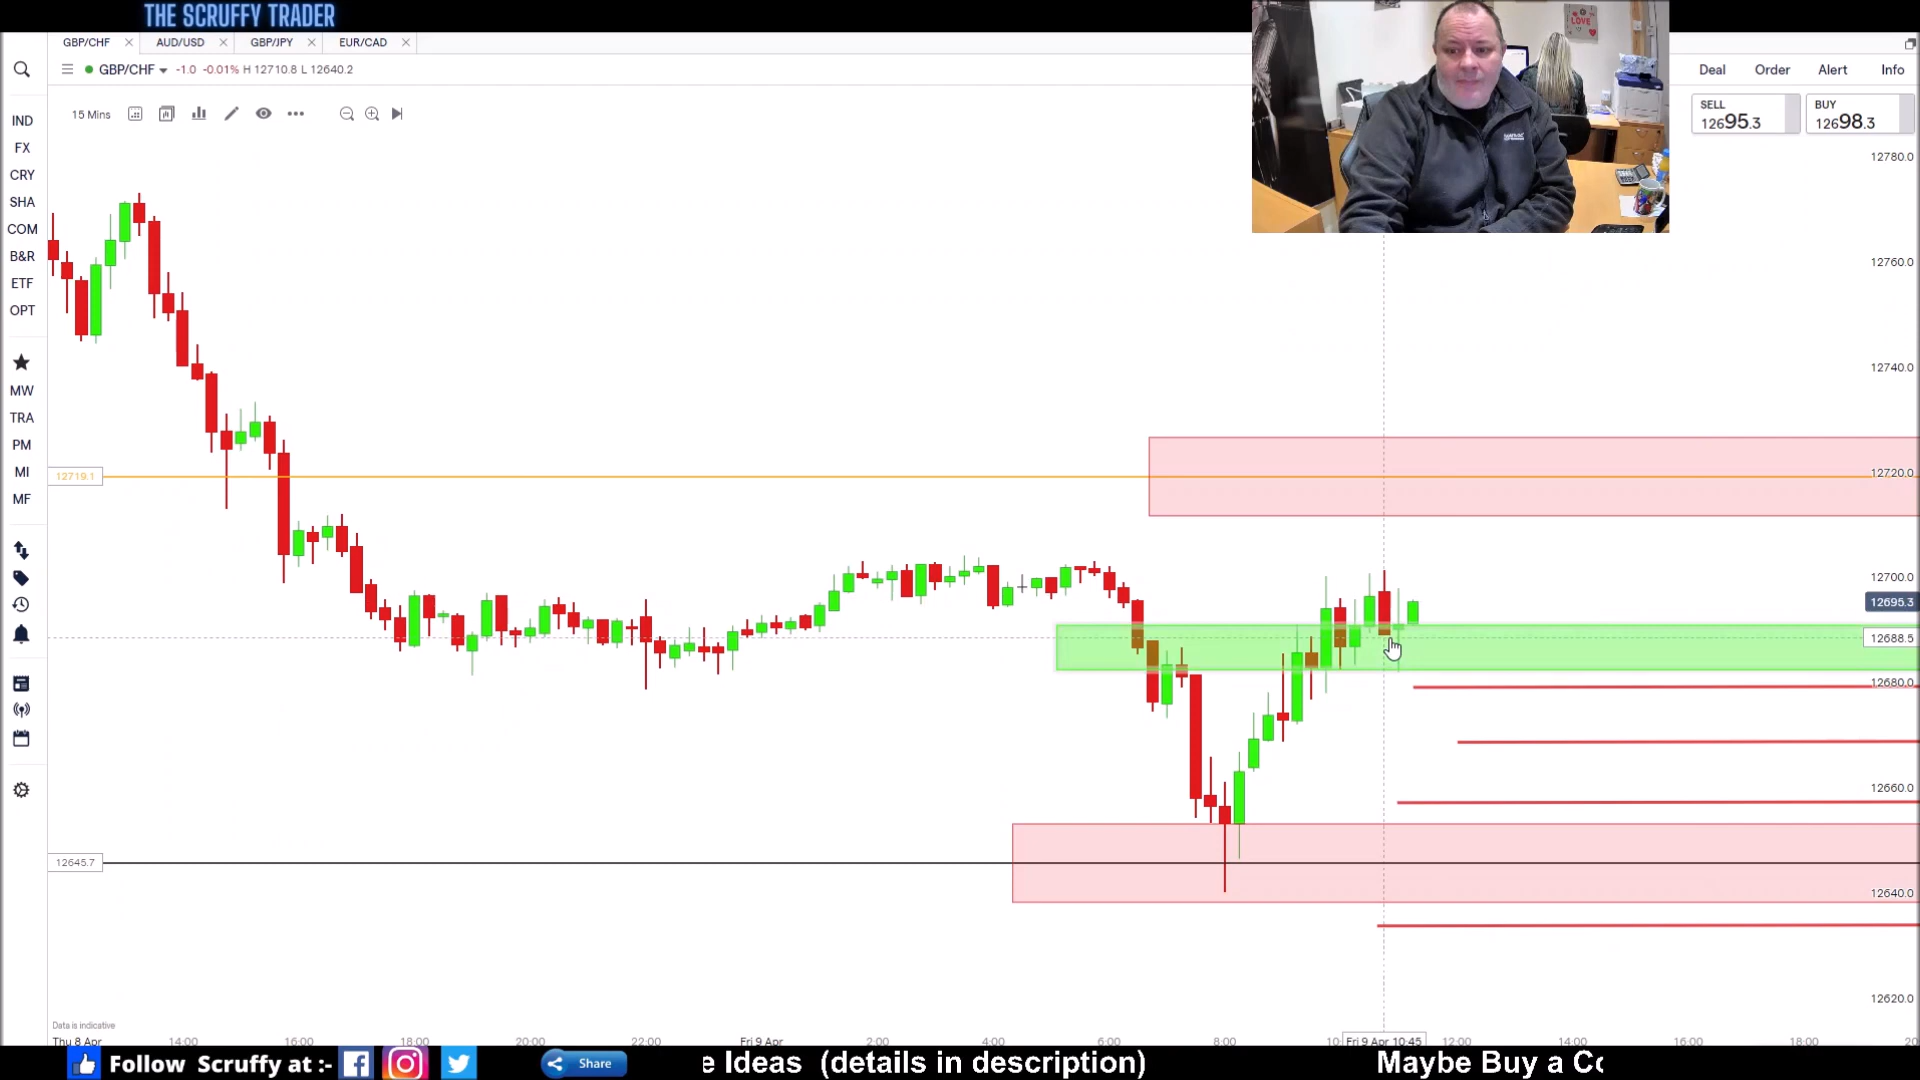 THE SCRUFFY TRADER
GBP/CHF AUD/USD GBP/JPY EUR/CAD
GBP/CHF -1.0 -0.01% H 12710.8 L 12640.2
Deal Order Alert Info
15 Mins
SELL
12695.3
BUY
12698.3
LOVE
IND
FX
CRY
SHA
COM
B&R
ETF
OPT
MW
TRA
PM
MI
MF
12780.0
12760.0
12740.0
12720.0
12700.0
12695.3
12688.5
12680.0
12660.0
12640.0
12620.0
12719.1
12645.7
Data is indicative
Thu 8 Apr 14:00 16:00 18:00 20:00 22:00 Fri 9 Apr 2:00 4:00 6:00 8:00 Fri 9 Apr 10:45 12:00 14:00 16:00 18:00
Follow Scruffy at :- Share e Ideas (details in description) Maybe Buy a Co